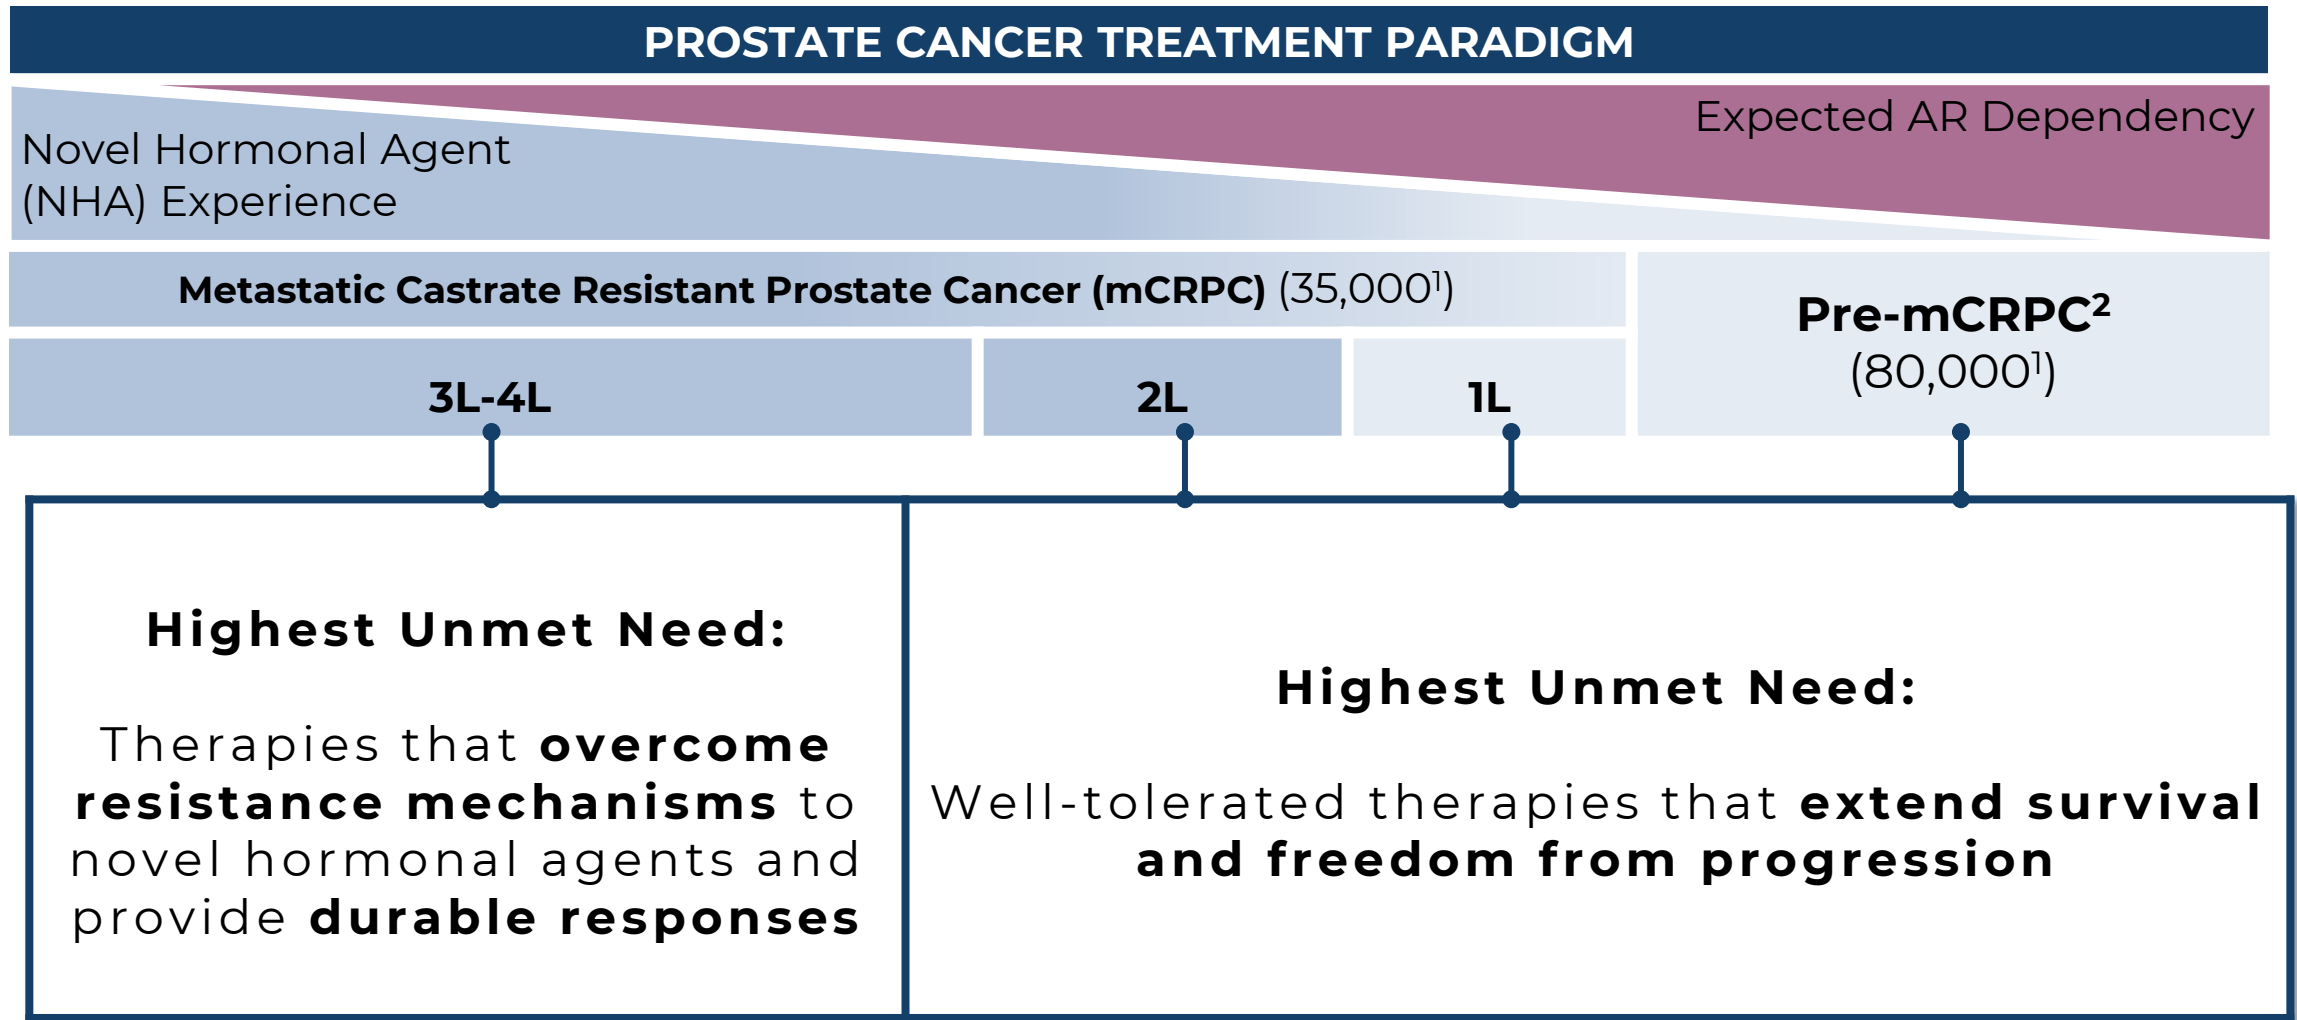 PROSTATE CANCER TREATMENT PARADIGM
Expected AR Dependency
Novel Hormonal Agent
(NHA) Experience
Metastatic Castrate Resistant Prostate Cancer (mCRPC) (35,000¹)
Pre-mCRPC²
(80,000¹)
3L-4L
2L
1L
Highest Unmet Need:
Therapies that overcome
resistance mechanisms to
novel hormonal agents and
provide durable responses
Highest Unmet Need:
Well-tolerated therapies that extend survival
and freedom from progression